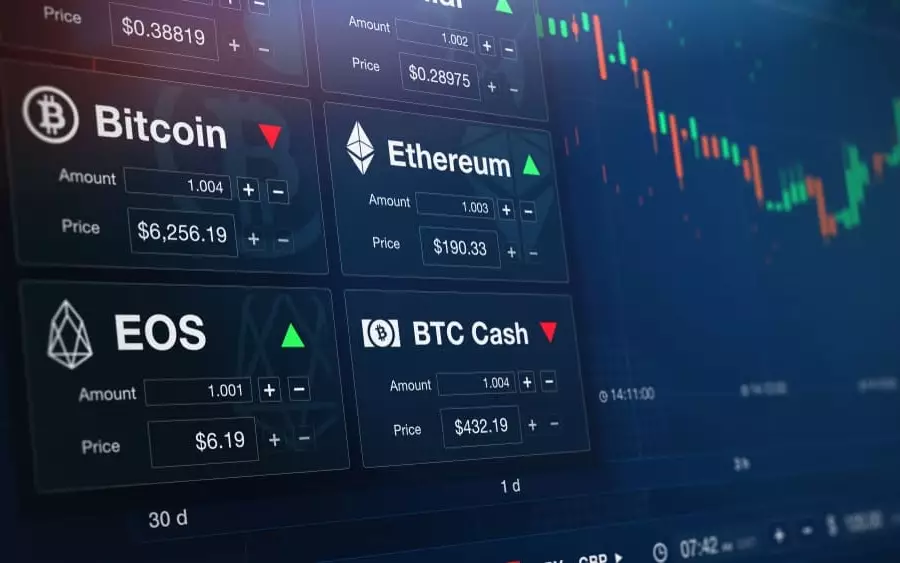 Price
$0.38819
+
−
Amount
1.002
+
−
Price
$0.28975
+
−
Bitcoin
Amount
1.004
+
−
Price
$6,256.19
+
−
Ethereum
Amount
1.003
+
−
Price
$190.33
+
−
EOS
Amount
1.001
+
−
Price
$6.19
+
−
BTC Cash
Amount
1.004
+
−
Price
$432.19
+
−
14:11:00
30 d
1 d
07:42
+
−
$